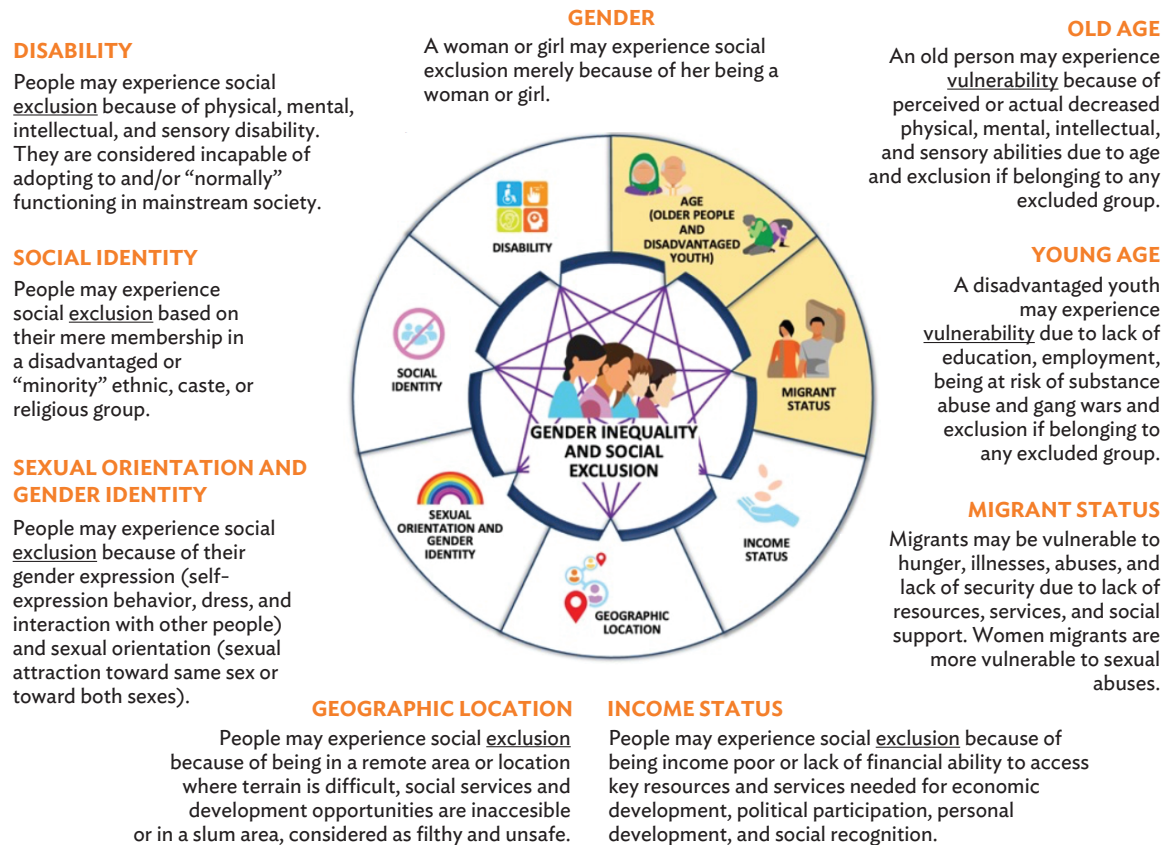 GENDER
A woman or girl may experience social
exclusion merely because of her being a
woman or girl.
DISABILITY
People may experience social
exclusion because of physical, mental,
intellectual, and sensory disability.
They are considered incapable of
adopting to and/or “normally”
functioning in mainstream society.
SOCIAL IDENTITY
People may experience
social exclusion based on
their mere membership in
a disadvantaged or
“minority” ethnic, caste, or
religious group.
SEXUAL ORIENTATION AND
GENDER IDENTITY
People may experience social
exclusion because of their
gender expression (self-
expression behavior, dress, and
interaction with other people)
and sexual orientation (sexual
attraction toward same sex or
toward both sexes).
OLD AGE
An old person may experience
vulnerability because of
perceived or actual decreased
physical, mental, intellectual,
and sensory abilities due to age
and exclusion if belonging to any
excluded group.
YOUNG AGE
A disadvantaged youth
may experience
vulnerability due to lack of
education, employment,
being at risk of substance
abuse and gang wars and
exclusion if belonging to
any excluded group.
MIGRANT STATUS
Migrants may be vulnerable to
hunger, illnesses, abuses, and
lack of security due to lack of
resources, services, and social
support. Women migrants are
more vulnerable to sexual
abuses.
GEOGRAPHIC LOCATION
People may experience social exclusion
because of being in a remote area or location
where terrain is difficult, social services and
development opportunities are inaccesible
or in a slum area, considered as filthy and unsafe.
INCOME STATUS
People may experience social exclusion because of
being income poor or lack of financial ability to access
key resources and services needed for economic
development, political participation, personal
development, and social recognition.
DISABILITY
AGE
(OLDER PEOPLE
AND
DISADVANTAGED
YOUTH)
SOCIAL
IDENTITY
MIGRANT
STATUS
GENDER INEQUALITY
AND SOCIAL
EXCLUSION
SEXUAL
ORIENTATION AND
GENDER
IDENTITY
INCOME
STATUS
GEOGRAPHIC
LOCATION